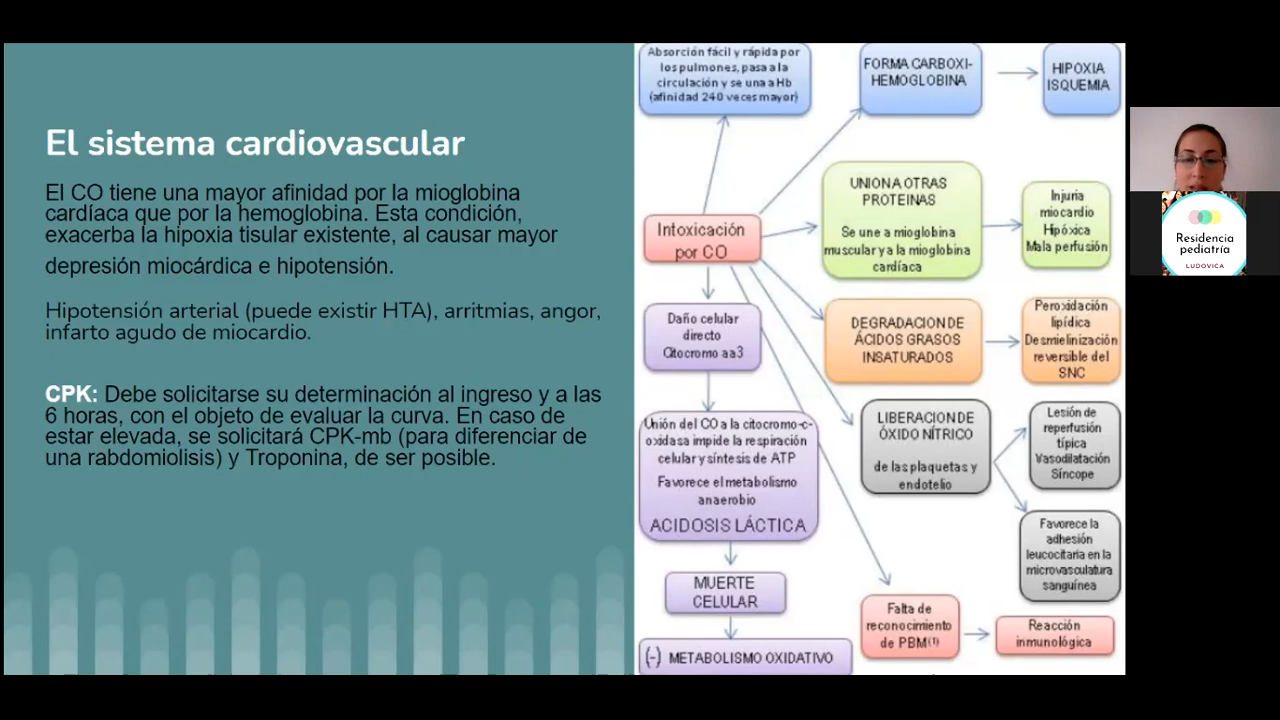 El sistema cardiovascular
El CO tiene una mayor afinidad por la mioglobina
cardíaca que por la hemoglobina. Esta condición,
exacerba la hipoxia tisular existente, al causar mayor
depresión miocárdica e hipotensión.
Hipotensión arterial (puede existir HTA), arritmias, angor,
infarto agudo de miocardio.
CPK: Debe solicitarse su determinación al ingreso y a las
6 horas, con el objeto de evaluar la curva. En caso de
estar elevada, se solicitará CPK-mb (para diferenciar de
una rabdomiolisis) y Troponina, de ser posible.
Absorción fácil y rápida por
los pulmones, pasa a la
circulación y se una a Hb
(afinidad 240 veces mayor)
FORMA CARBOXI-
HEMOGLOBINA
HIPOXIA
ISQUEMIA
Intoxicación
por CO
UNION A OTRAS
PROTEINAS
Se une a mioglobina
muscular y a la mioglobina
cardíaca
Injuria
miocardio
Hipóxica
Mala perfusión
Daño celular
directo
Citocromo aa3
DEGRADACION DE
ÁCIDOS GRASOS
INSATURADOS
Peroxidación
lipídica
Desmielinización
reversible del
SNC
Unión del CO a la citocromo-c-
oxidasa impide la respiración
celular y síntesis de ATP
Favorece el metabolismo
anaerobio
ACIDOSIS LÁCTICA
LIBERACION DE
ÓXIDO NÍTRICO
de las plaquetas y
endotelio
Lesión de
reperfusión
típica
Vasodilatación
Síncope
Favorece la
adhesión
leucocitaria en la
microvasculatura
sanguínea
MUERTE
CELULAR
Falta de
reconocimiento
de PBM(1)
Reacción
inmunológica
(-) METABOLISMO OXIDATIVO
Residencia
pediatría
LUDOVICA